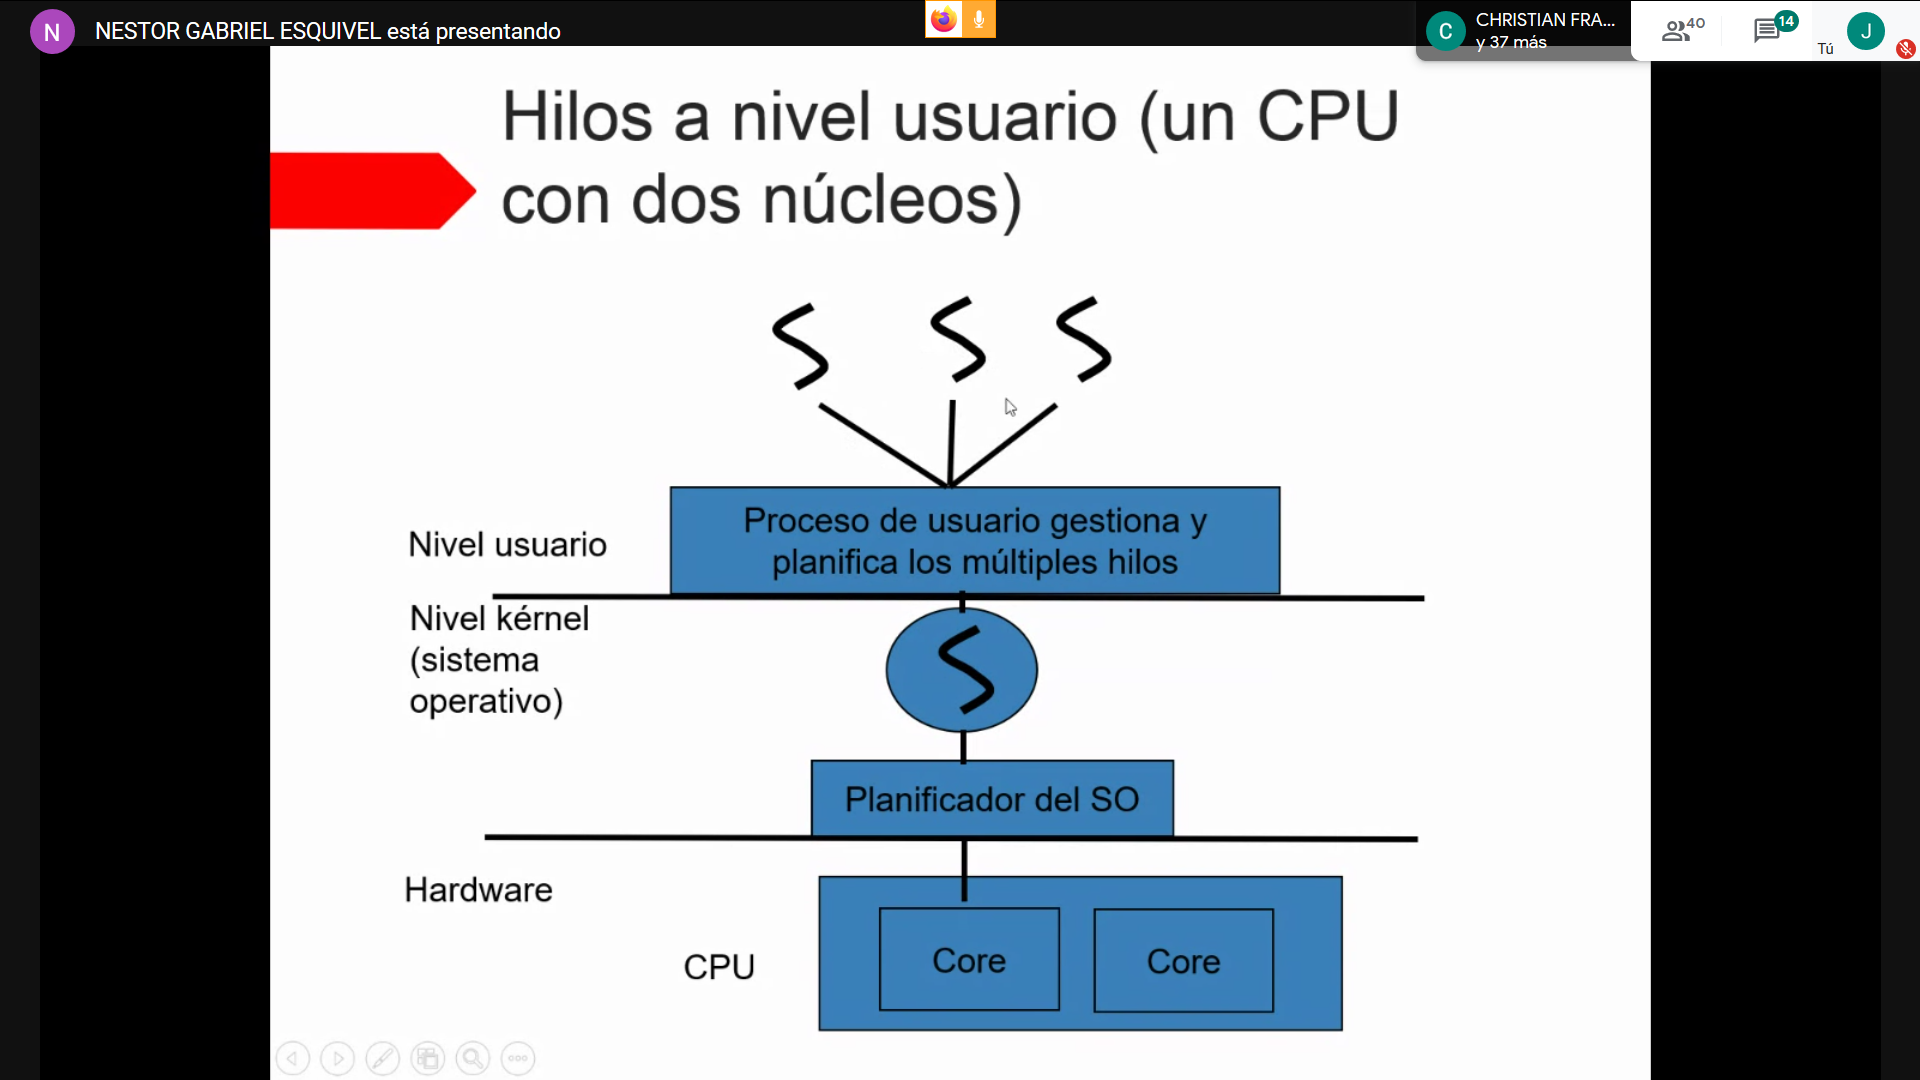 N
NESTOR GABRIEL ESQUIVEL está presentando
C
CHRISTIAN FRA...
y 37 más
40
14
Tú
J
Hilos a nivel usuario (un CPU
con dos núcleos)
Proceso de usuario gestiona y
planifica los múltiples hilos
Nivel usuario
Nivel kérnel
(sistema
operativo)
Planificador del SO
Hardware
CPU
Core
Core